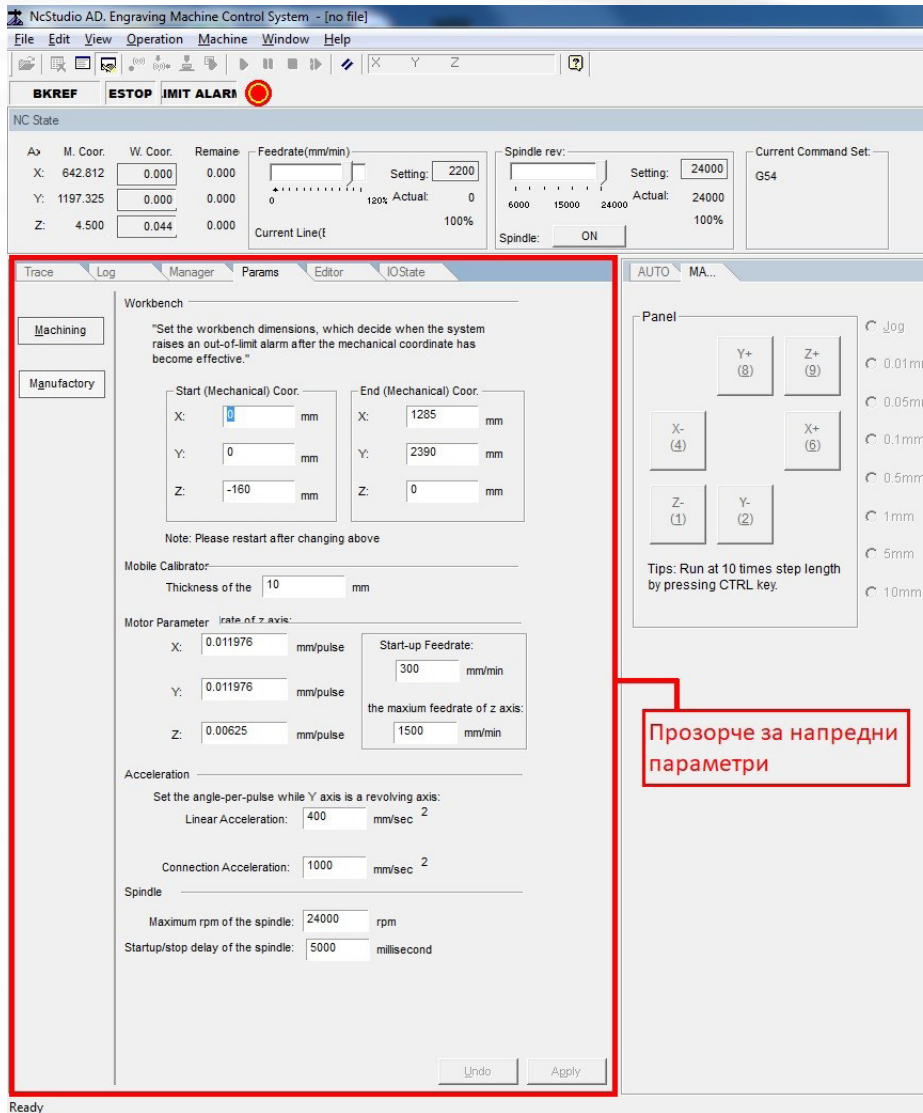 NcStudio AD. Engraving Machine Control System - [no file]
File Edit View Operation Machine Window Help
X Y Z
BKREF ESTOP .IMIT ALARM
NC State
Ax M. Coor. W. Coor. Remaine
X: 642.812 0.000 0.000
Y: 1197.325 0.000 0.000
Z: 4.500 0.044 0.000
Feedrate(mm/min)
Setting: 2200
0 120% Actual: 0
100%
Current Line(
Spindle rev:
Setting: 24000
6000 15000 24000 Actual: 24000
100%
Spindle: ON
Current Command Set:
G54
Trace Log Manager Params Editor IOState
Machining
Manufactory
Workbench
"Set the workbench dimensions, which decide when the system
raises an out-of-limit alarm after the mechanical coordinate has
become effective."
Start (Mechanical) Coor.
X: 0 mm
Y: 0 mm
Z: -160 mm
End (Mechanical) Coor.
X: 1285 mm
Y: 2390 mm
Z: 0 mm
Note: Please restart after changing above
Mobile Calibrator
Thickness of the 10 mm
Motor Parameter rate of z axis:
X: 0.011976 mm/pulse
Y: 0.011976 mm/pulse
Z: 0.00625 mm/pulse
Start-up Feedrate:
300 mm/min
the maxium feedrate of z axis:
1500 mm/min
Acceleration
Set the angle-per-pulse while Y axis is a revolving axis:
Linear Acceleration: 400 mm/sec 2
Connection Acceleration: 1000 mm/sec 2
Spindle
Maximum rpm of the spindle: 24000 rpm
Startup/stop delay of the spindle: 5000 millisecond
Undo Apply
AUTO MA...
Panel
Y+
(8)
Z+
(9)
X-
(4)
X+
(6)
Z-
(1)
Y-
(2)
Tips: Run at 10 times step length
by pressing CTRL key.
Jog
0.01m
0.05mm
0.1mm
0.5mm
1mm
5mm
10mm
Прозорче за напредни
параметри
Ready